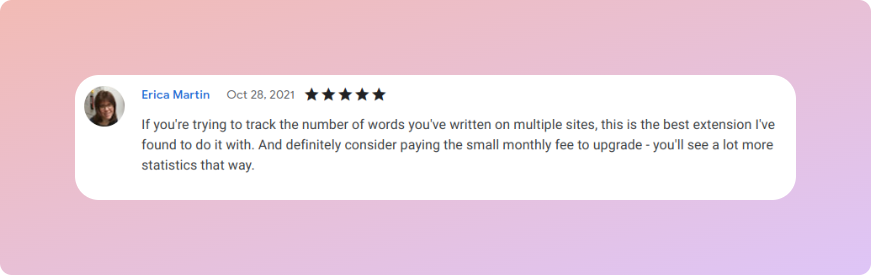 Erica Martin Oct 28, 2021 ★★★★★
If you're trying to track the number of words you've written on multiple sites, this is the best extension I've
found to do it with. And definitely consider paying the small monthly fee to upgrade - you'll see a lot more
statistics that way.